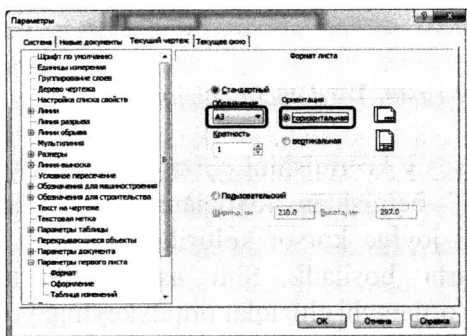 Параметры
Система Новые документы Текущий чертеж Текущее окно
Шрифт по умолчанию
Единицы измерения
Группирование слоев
Дерево чертежа
Настройка списка свойств
Линии
Линия разрыва
Линии обрыва
Мультилиния
Размеры
Линия-выноска
Условное пересечение
Обозначения для машиностроения
Обозначения для строительства
Текст на чертеже
Текстовая метка
Параметры таблицы
Перекрывающиеся объекты
Параметры документа
Параметры первого листа
Формат
Оформление
Таблица изменений
Формат листа
Стандартный
Обозначение
A3
Кратность
1
Ориентация
горизонтальная
вертикальная
Пользовательский
Ширина, мм 210.0 Высота, мм 297.0
OK Отмена Справка